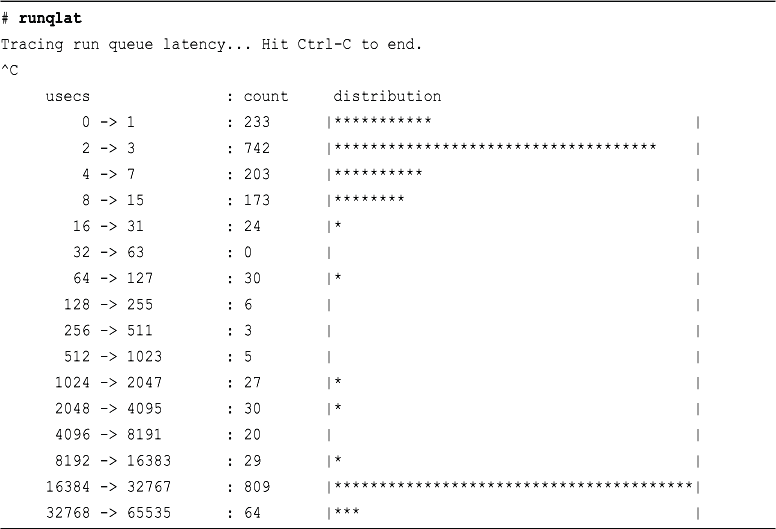 # runqlat
Tracing run queue latency... Hit Ctrl-C to end.
^C
     usecs               : count     distribution
         0 -> 1          : 233      |***********                             |
         2 -> 3          : 742      |************************************    |
         4 -> 7          : 203      |**********                              |
         8 -> 15         : 173      |********                                |
        16 -> 31         : 24       |*                                       |
        32 -> 63         : 0        |                                        |
        64 -> 127        : 30       |*                                       |
       128 -> 255        : 6        |                                        |
       256 -> 511        : 3        |                                        |
       512 -> 1023       : 5        |                                        |
      1024 -> 2047       : 27       |*                                       |
      2048 -> 4095       : 30       |*                                       |
      4096 -> 8191       : 20       |                                        |
      8192 -> 16383      : 29       |*                                       |
     16384 -> 32767      : 809      |****************************************|
     32768 -> 65535      : 64       |***                                     |